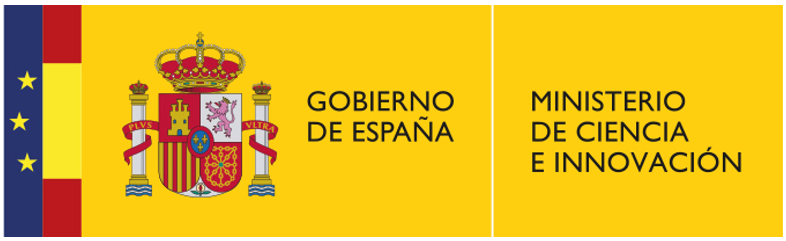 PLVS VLTRA
GOBIERNO
DE ESPAÑA
MINISTERIO
DE CIENCIA
E INNOVACIÓN